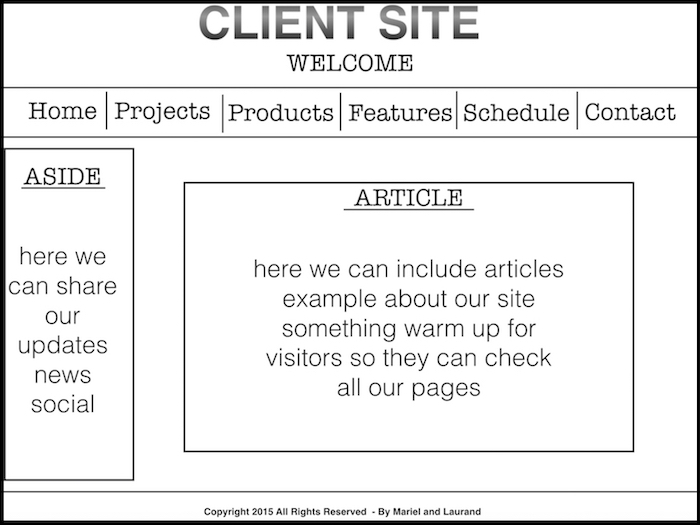 CLIENT SITE
WELCOME
Home Projects Products Features Schedule Contact
ASIDE
here we
can share
our
updates
news
social
ARTICLE
here we can include articles
example about our site
something warm up for
visitors so they can check
all our pages
Copyright 2015 All Rights Reserved - By Mariel and Laurand